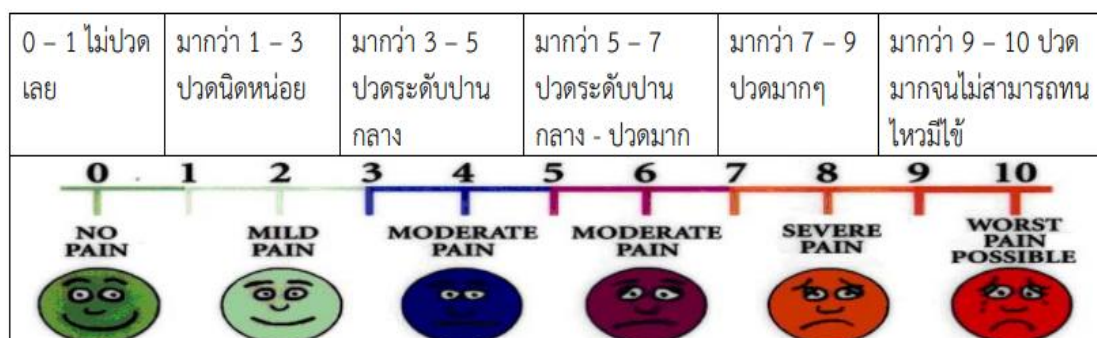 0 – 1 ไม่ปวด
เลย
มากว่า 1 – 3
ปวดนิดหน่อย
มากว่า 3 – 5
ปวดระดับปาน
กลาง
มากว่า 5 – 7
ปวดระดับปาน
กลาง - ปวดมาก
มากว่า 7 – 9
ปวดมากๆ
มากว่า 9 – 10 ปวด
มากจนไม่สามารถทน
ไหวมีไข้
0 1 2 3 4 5 6 7 8 9 10
NO
PAIN
MILD
PAIN
MODERATE
PAIN
MODERATE
PAIN
SEVERE
PAIN
WORST
PAIN
POSSIBLE